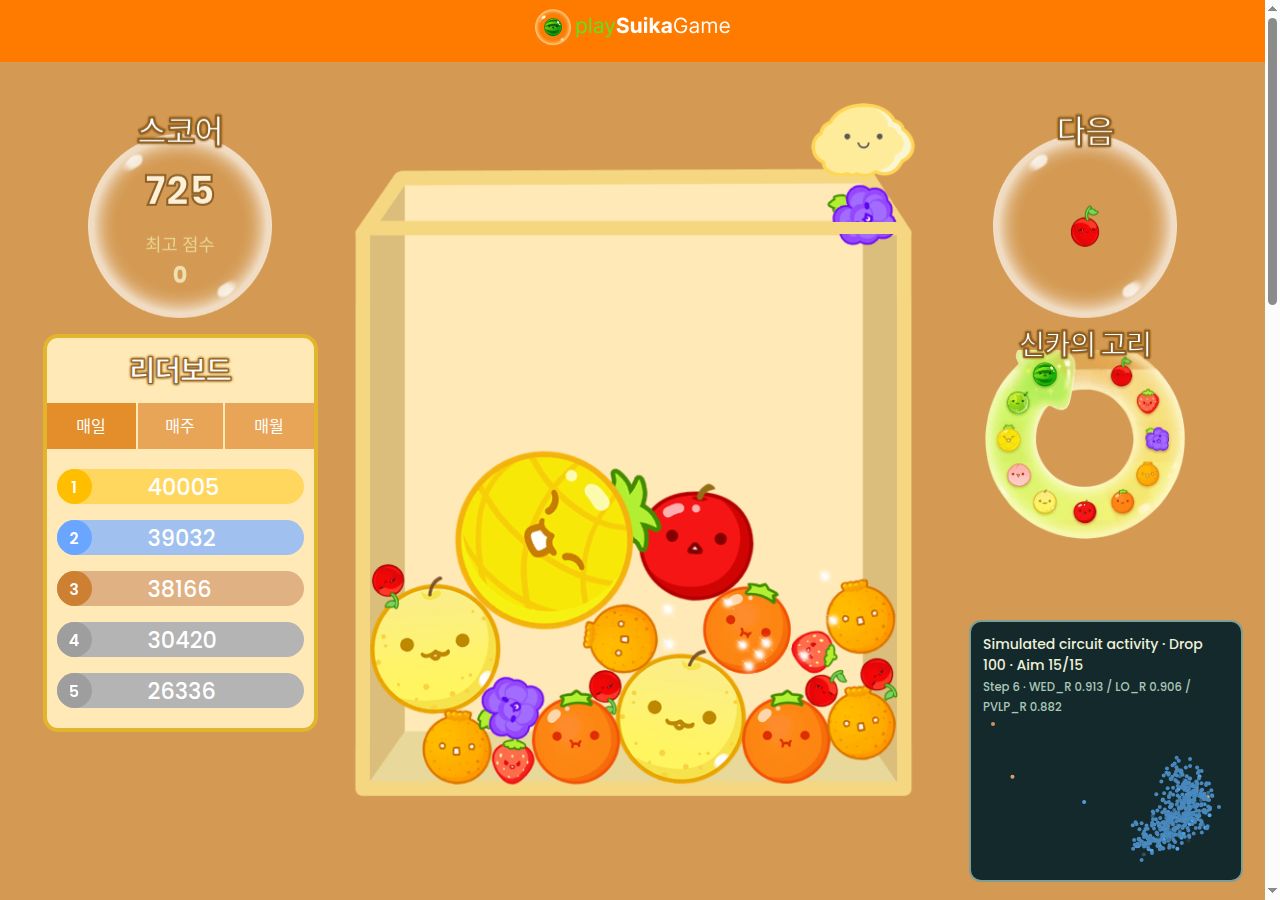 playSuikaGame
스코어
725
최고 점수
0
다음
리더보드
매일 매주 매월
1 40005
2 39032
3 38166
4 30420
5 26336
신카의 고리
Simulated circuit activity · Drop
100 · Aim 15/15
Step 6 · WED_R 0.913 / LO_R 0.906 /
PVLP_R 0.882